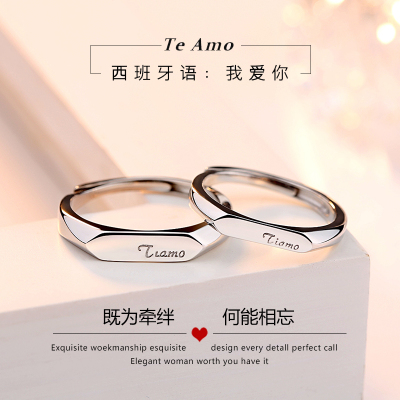 Te Amo
西班牙语：我爱你
Tiamo
Tiamo
既为牵绊 何能相忘
Exquisite woekmanship exquisite design every detall perfect call
Elegant woman worth you have it